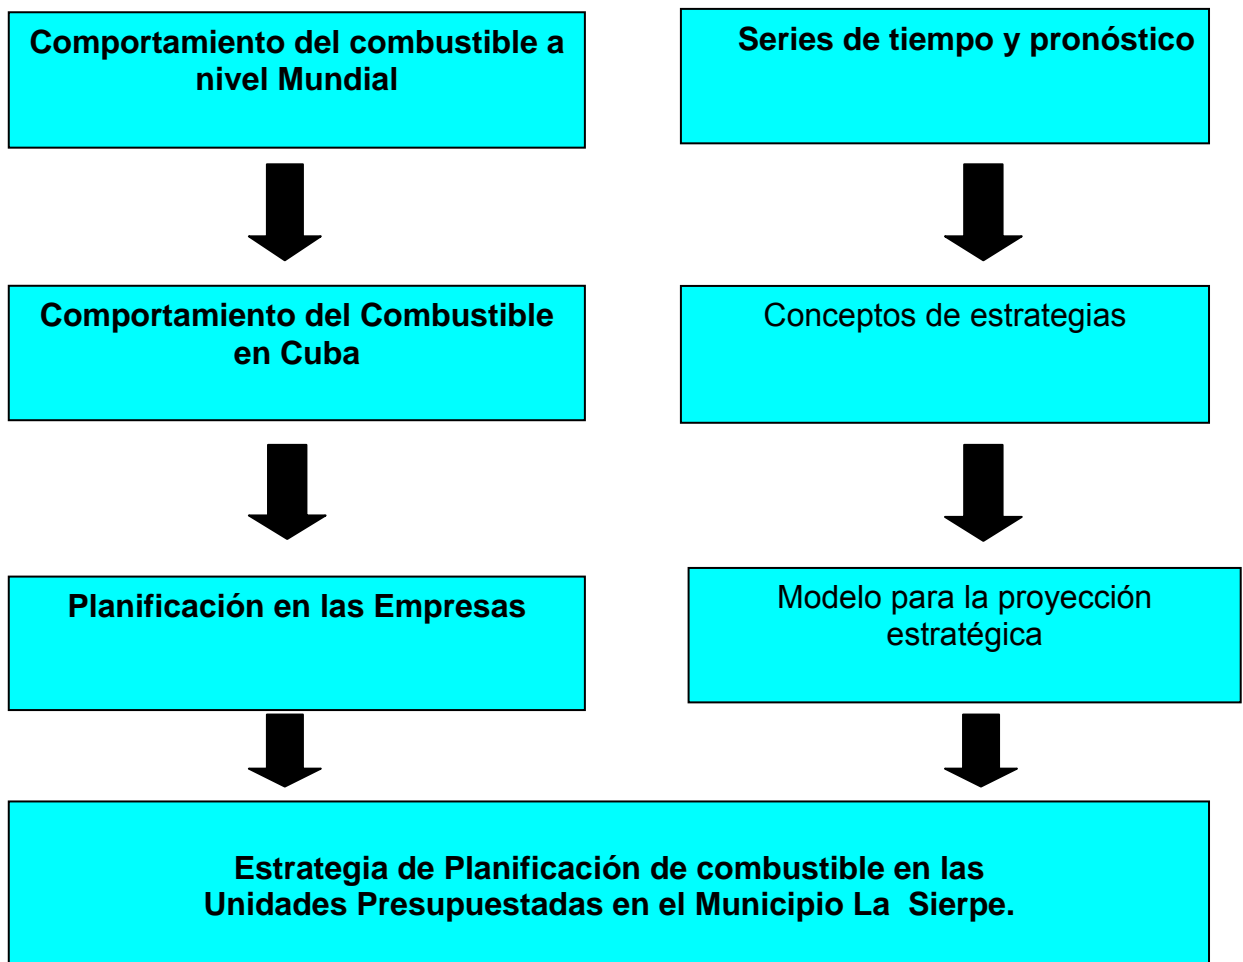 Comportamiento del combustible a
nivel Mundial
Series de tiempo y pronóstico
Comportamiento del Combustible
en Cuba
Conceptos de estrategias
Planificación en las Empresas
Modelo para la proyección
estratégica
Estrategia de Planificación de combustible en las
Unidades Presupuestadas en el Municipio La  Sierpe.